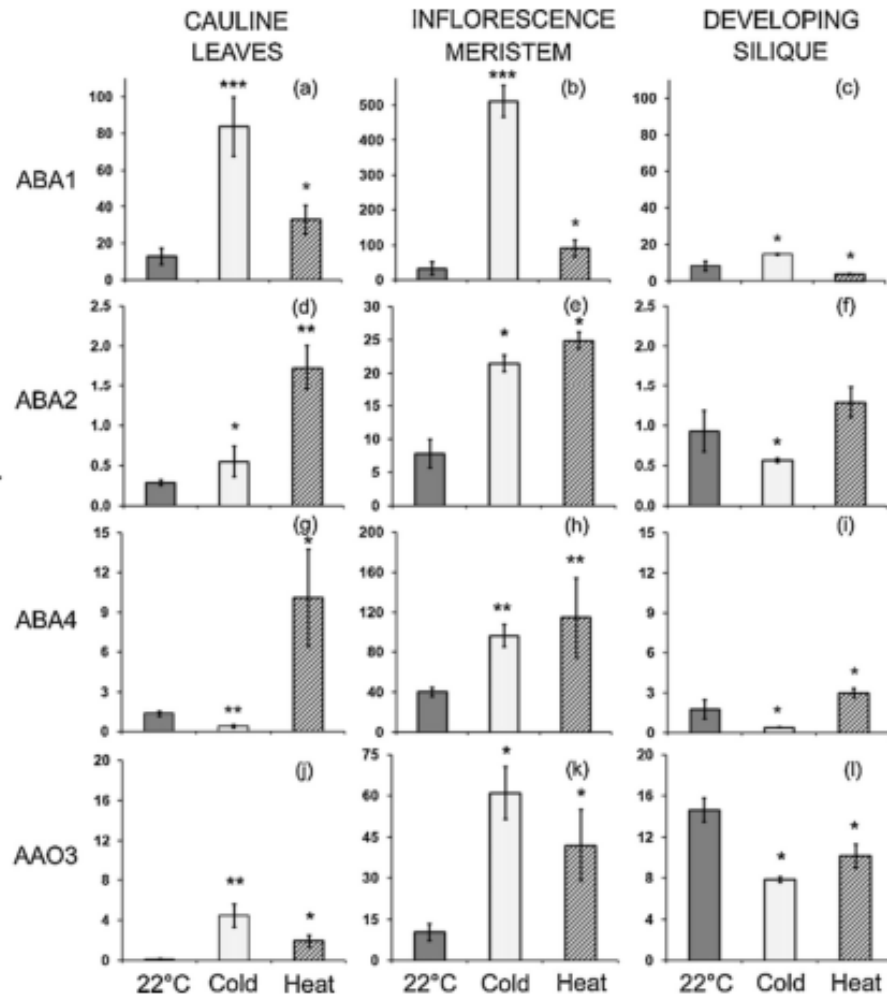 CAULINE LEAVES INFLORESCENCE MERISTEM DEVELOPING SILIQUE
ABA1
100 80 60 40 20 0 (a) *** *
500 400 300 200 100 0 (b) *** *
100 80 60 40 20 0 (c) * *
ABA2
2.5 2.0 1.5 1.0 0.5 0.0 (d) * **
30 25 20 15 10 5 0 (e) * *
2.5 2.0 1.5 1.0 0.5 0.0 (f) *
ABA4
15 12 9 6 3 0 (g) ** *
200 160 120 80 40 0 (h) ** **
15 12 9 6 3 0 (i) * *
AAO3
20 16 12 8 4 0 (j) ** *
75 60 45 30 15 0 (k) * *
20 16 12 8 4 0 (l) * *
22°C Cold Heat 22°C Cold Heat 22°C Cold Heat